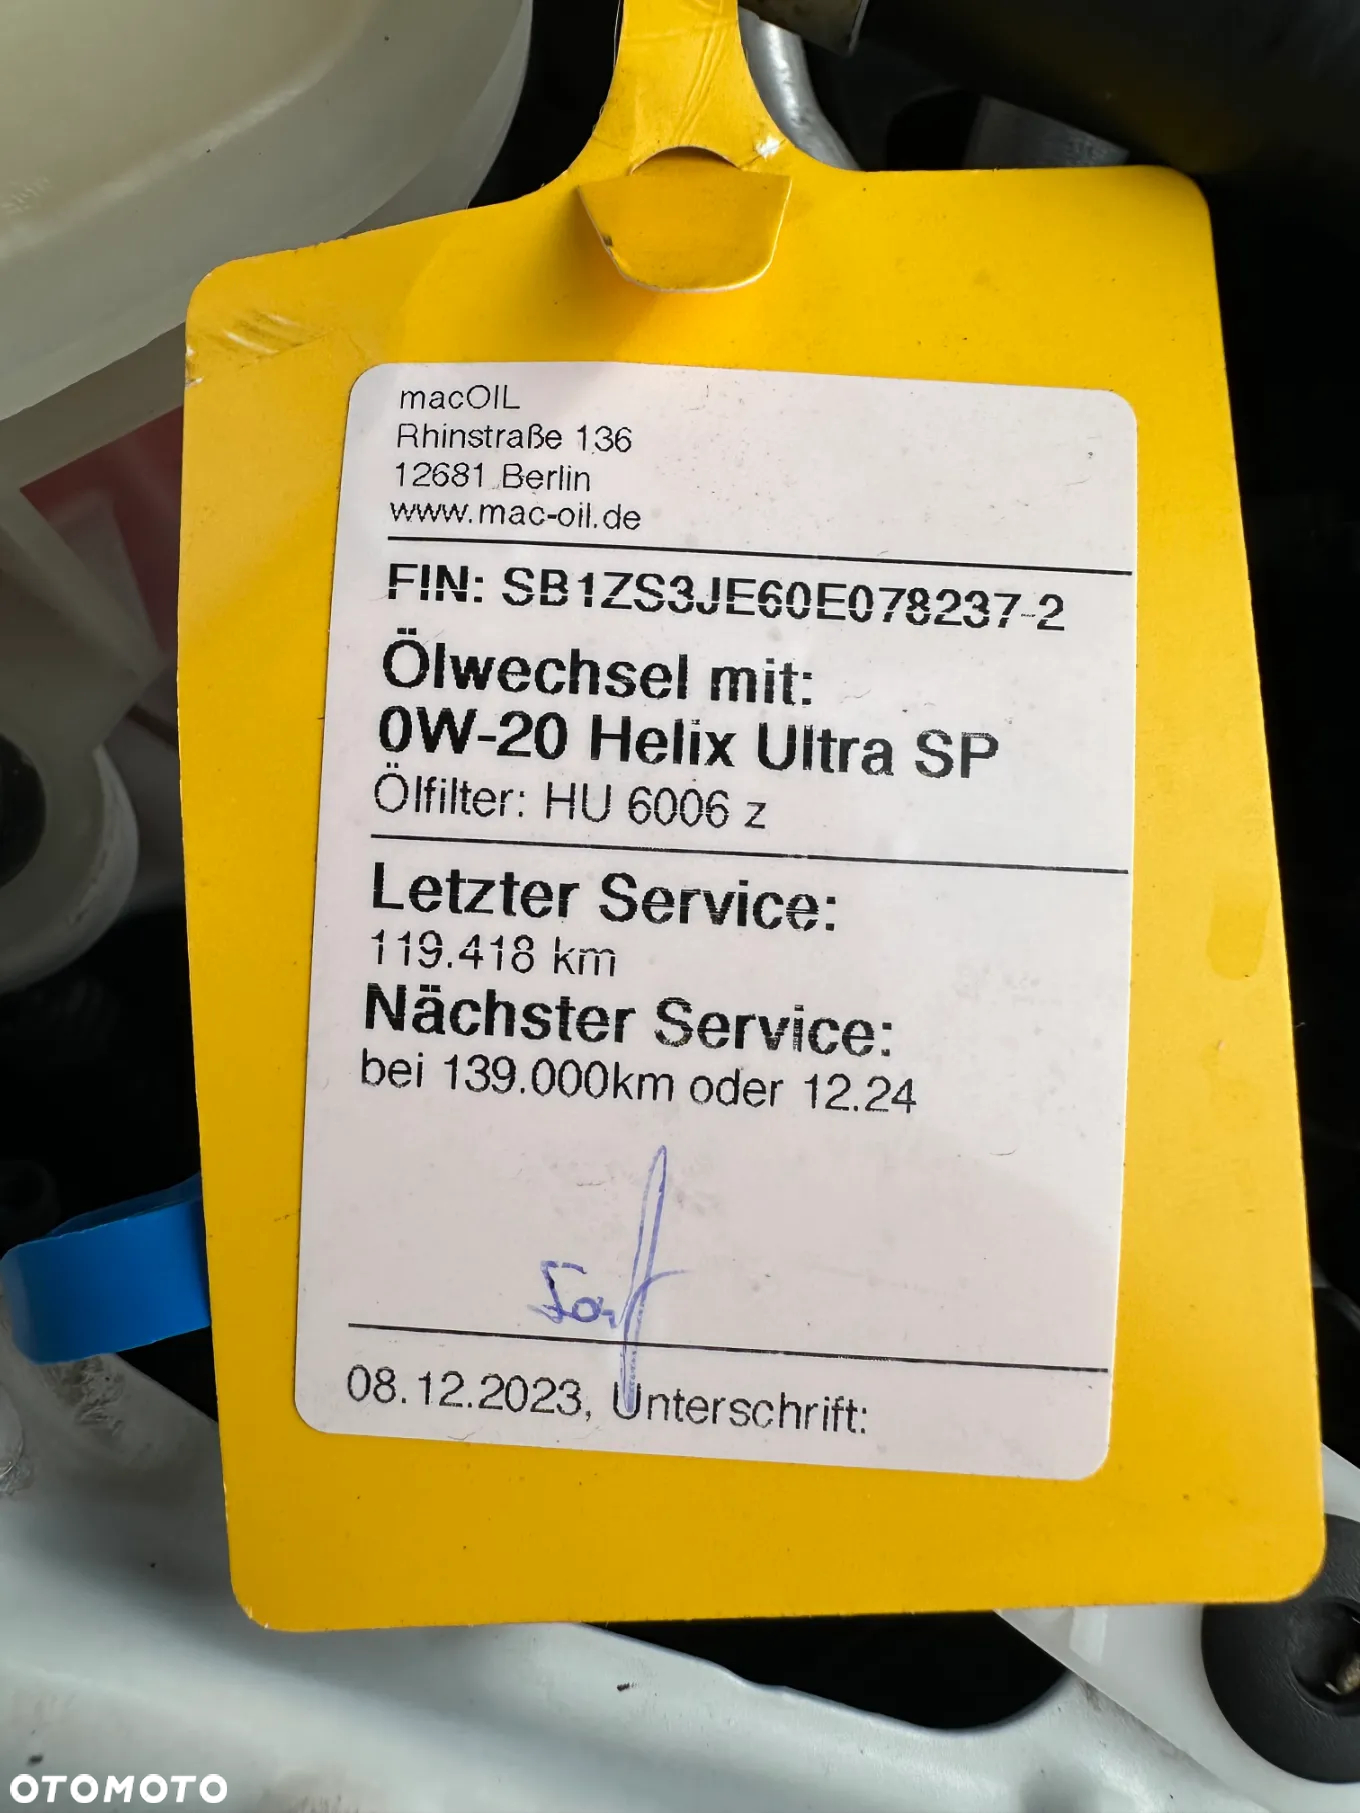 macOIL
Rhinstraße 136
12681 Berlin
www.mac-oil.de
FIN: SB1ZS3JE60E078237-2
Ölwechsel mit:
0W-20 Helix Ultra SP
Ölfilter: HU 6006 z
Letzter Service:
119.418 km
Nächster Service:
bei 139.000km oder 12.24
08.12.2023, Unterschrift:
OTOMOTO